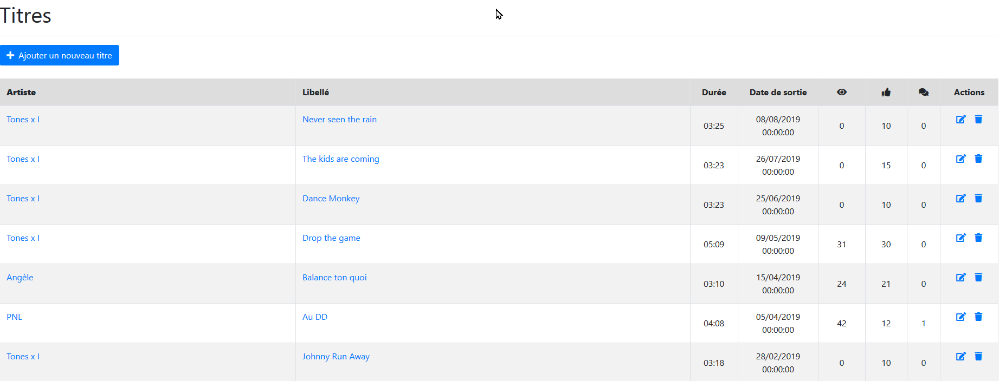 Titres
Ajouter un nouveau titre
Artiste Libellé Durée Date de sortie Actions
Tones x I Never seen the rain 03:25 08/08/2019 00:00:00 0 10 0
Tones x I The kids are coming 03:23 26/07/2019 00:00:00 0 15 0
Tones x I Dance Monkey 03:23 25/06/2019 00:00:00 0 10 0
Tones x I Drop the game 05:09 09/05/2019 00:00:00 31 30 0
Angèle Balance ton quoi 03:10 15/04/2019 00:00:00 24 21 0
PNL Au DD 04:08 05/04/2019 00:00:00 42 12 1
Tones x I Johnny Run Away 03:18 28/02/2019 00:00:00 0 10 0